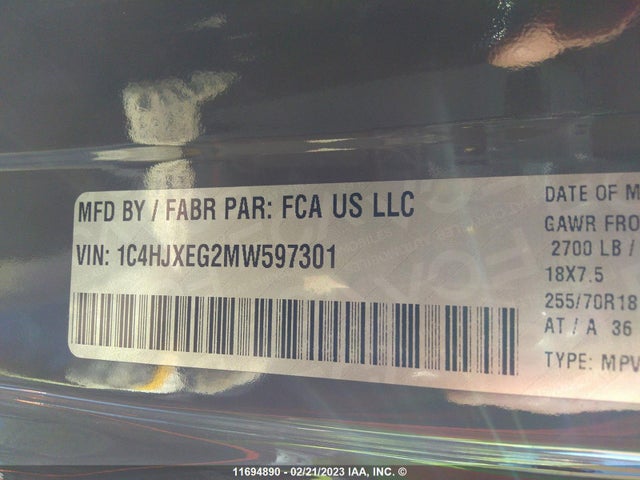 MFD BY / FABR PAR: FCA US LLC
VIN: 1C4HJXEG2MW597301
DATE OF M
GAWR FRO
2700 LB /
18X7.5
255/70R18
AT / A 36
TYPE: MPV
11694890 - 02/21/2023 IAA, INC. ©